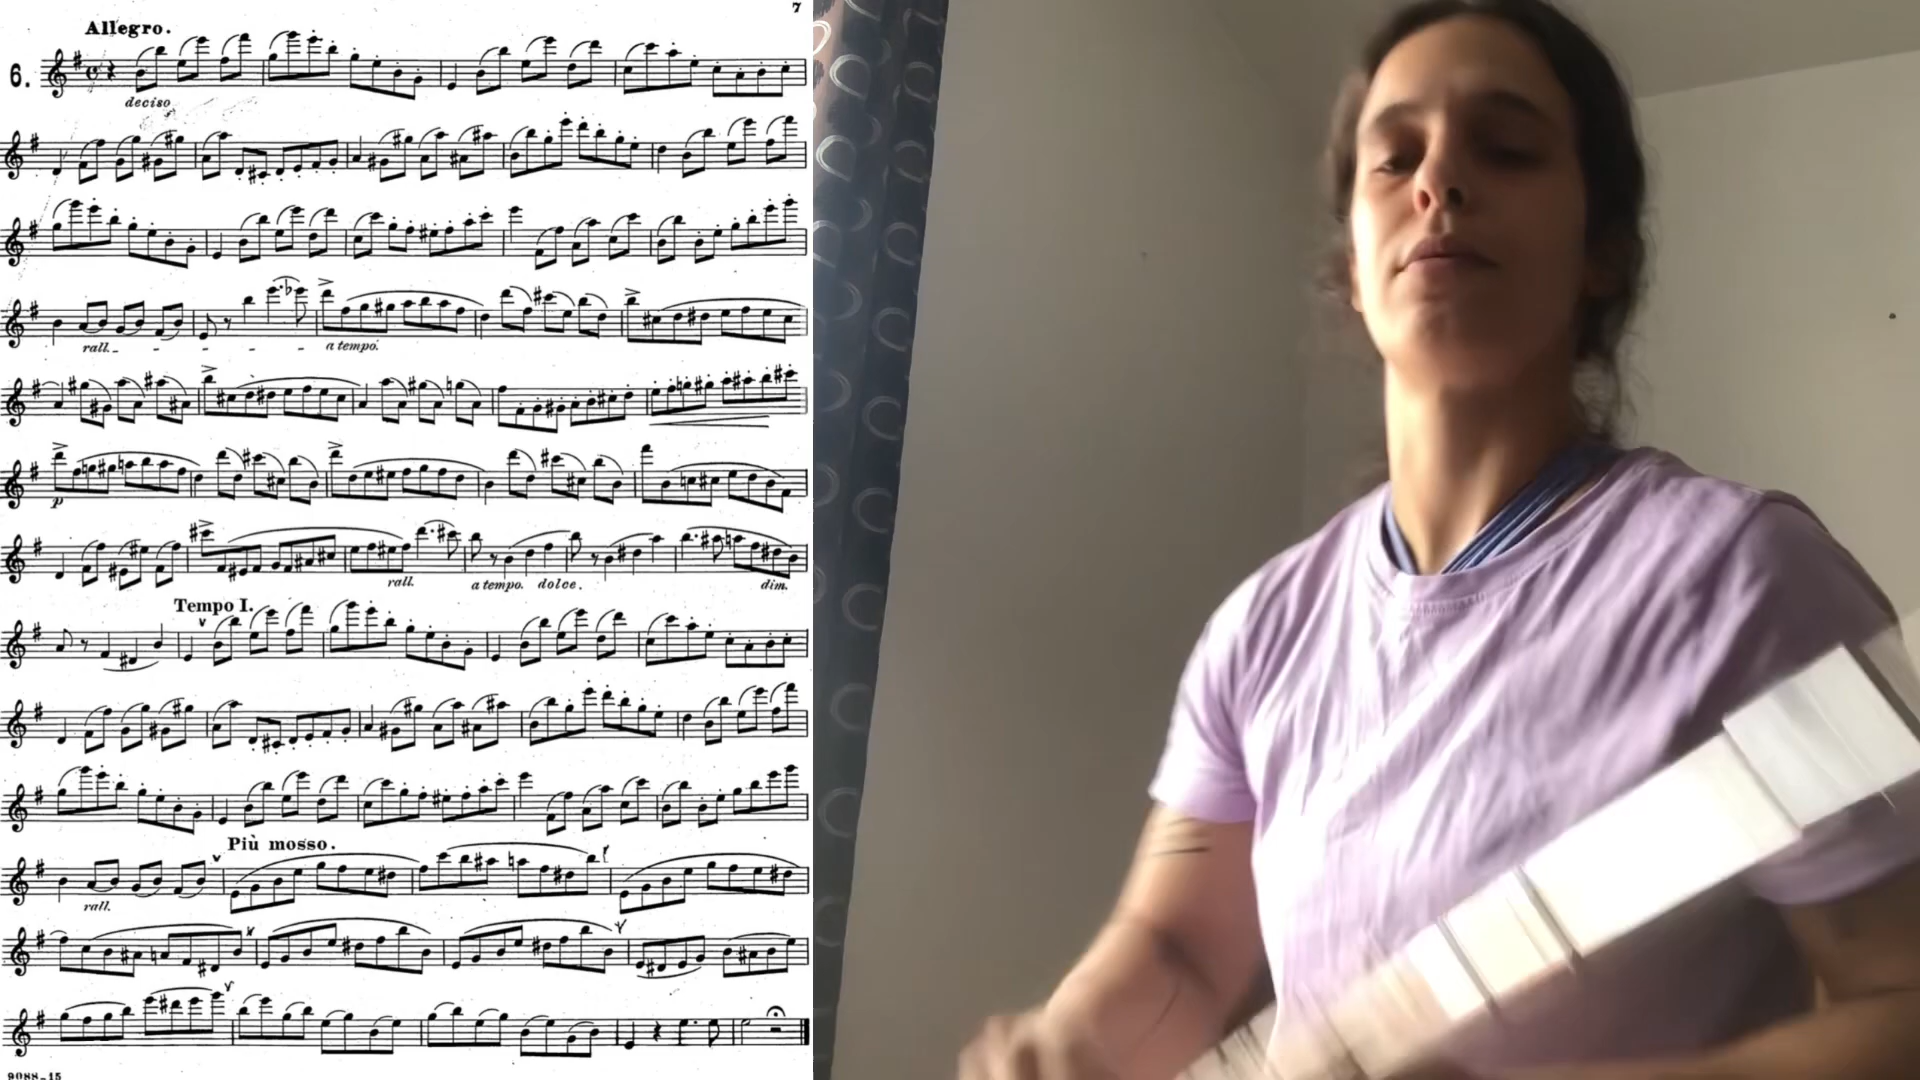 7
Allegro.
6.
deciso
rall.
a tempo.
p
rall.
a tempo. dolce.
dim.
Tempo I.
Più mosso.
rall.
9088-15